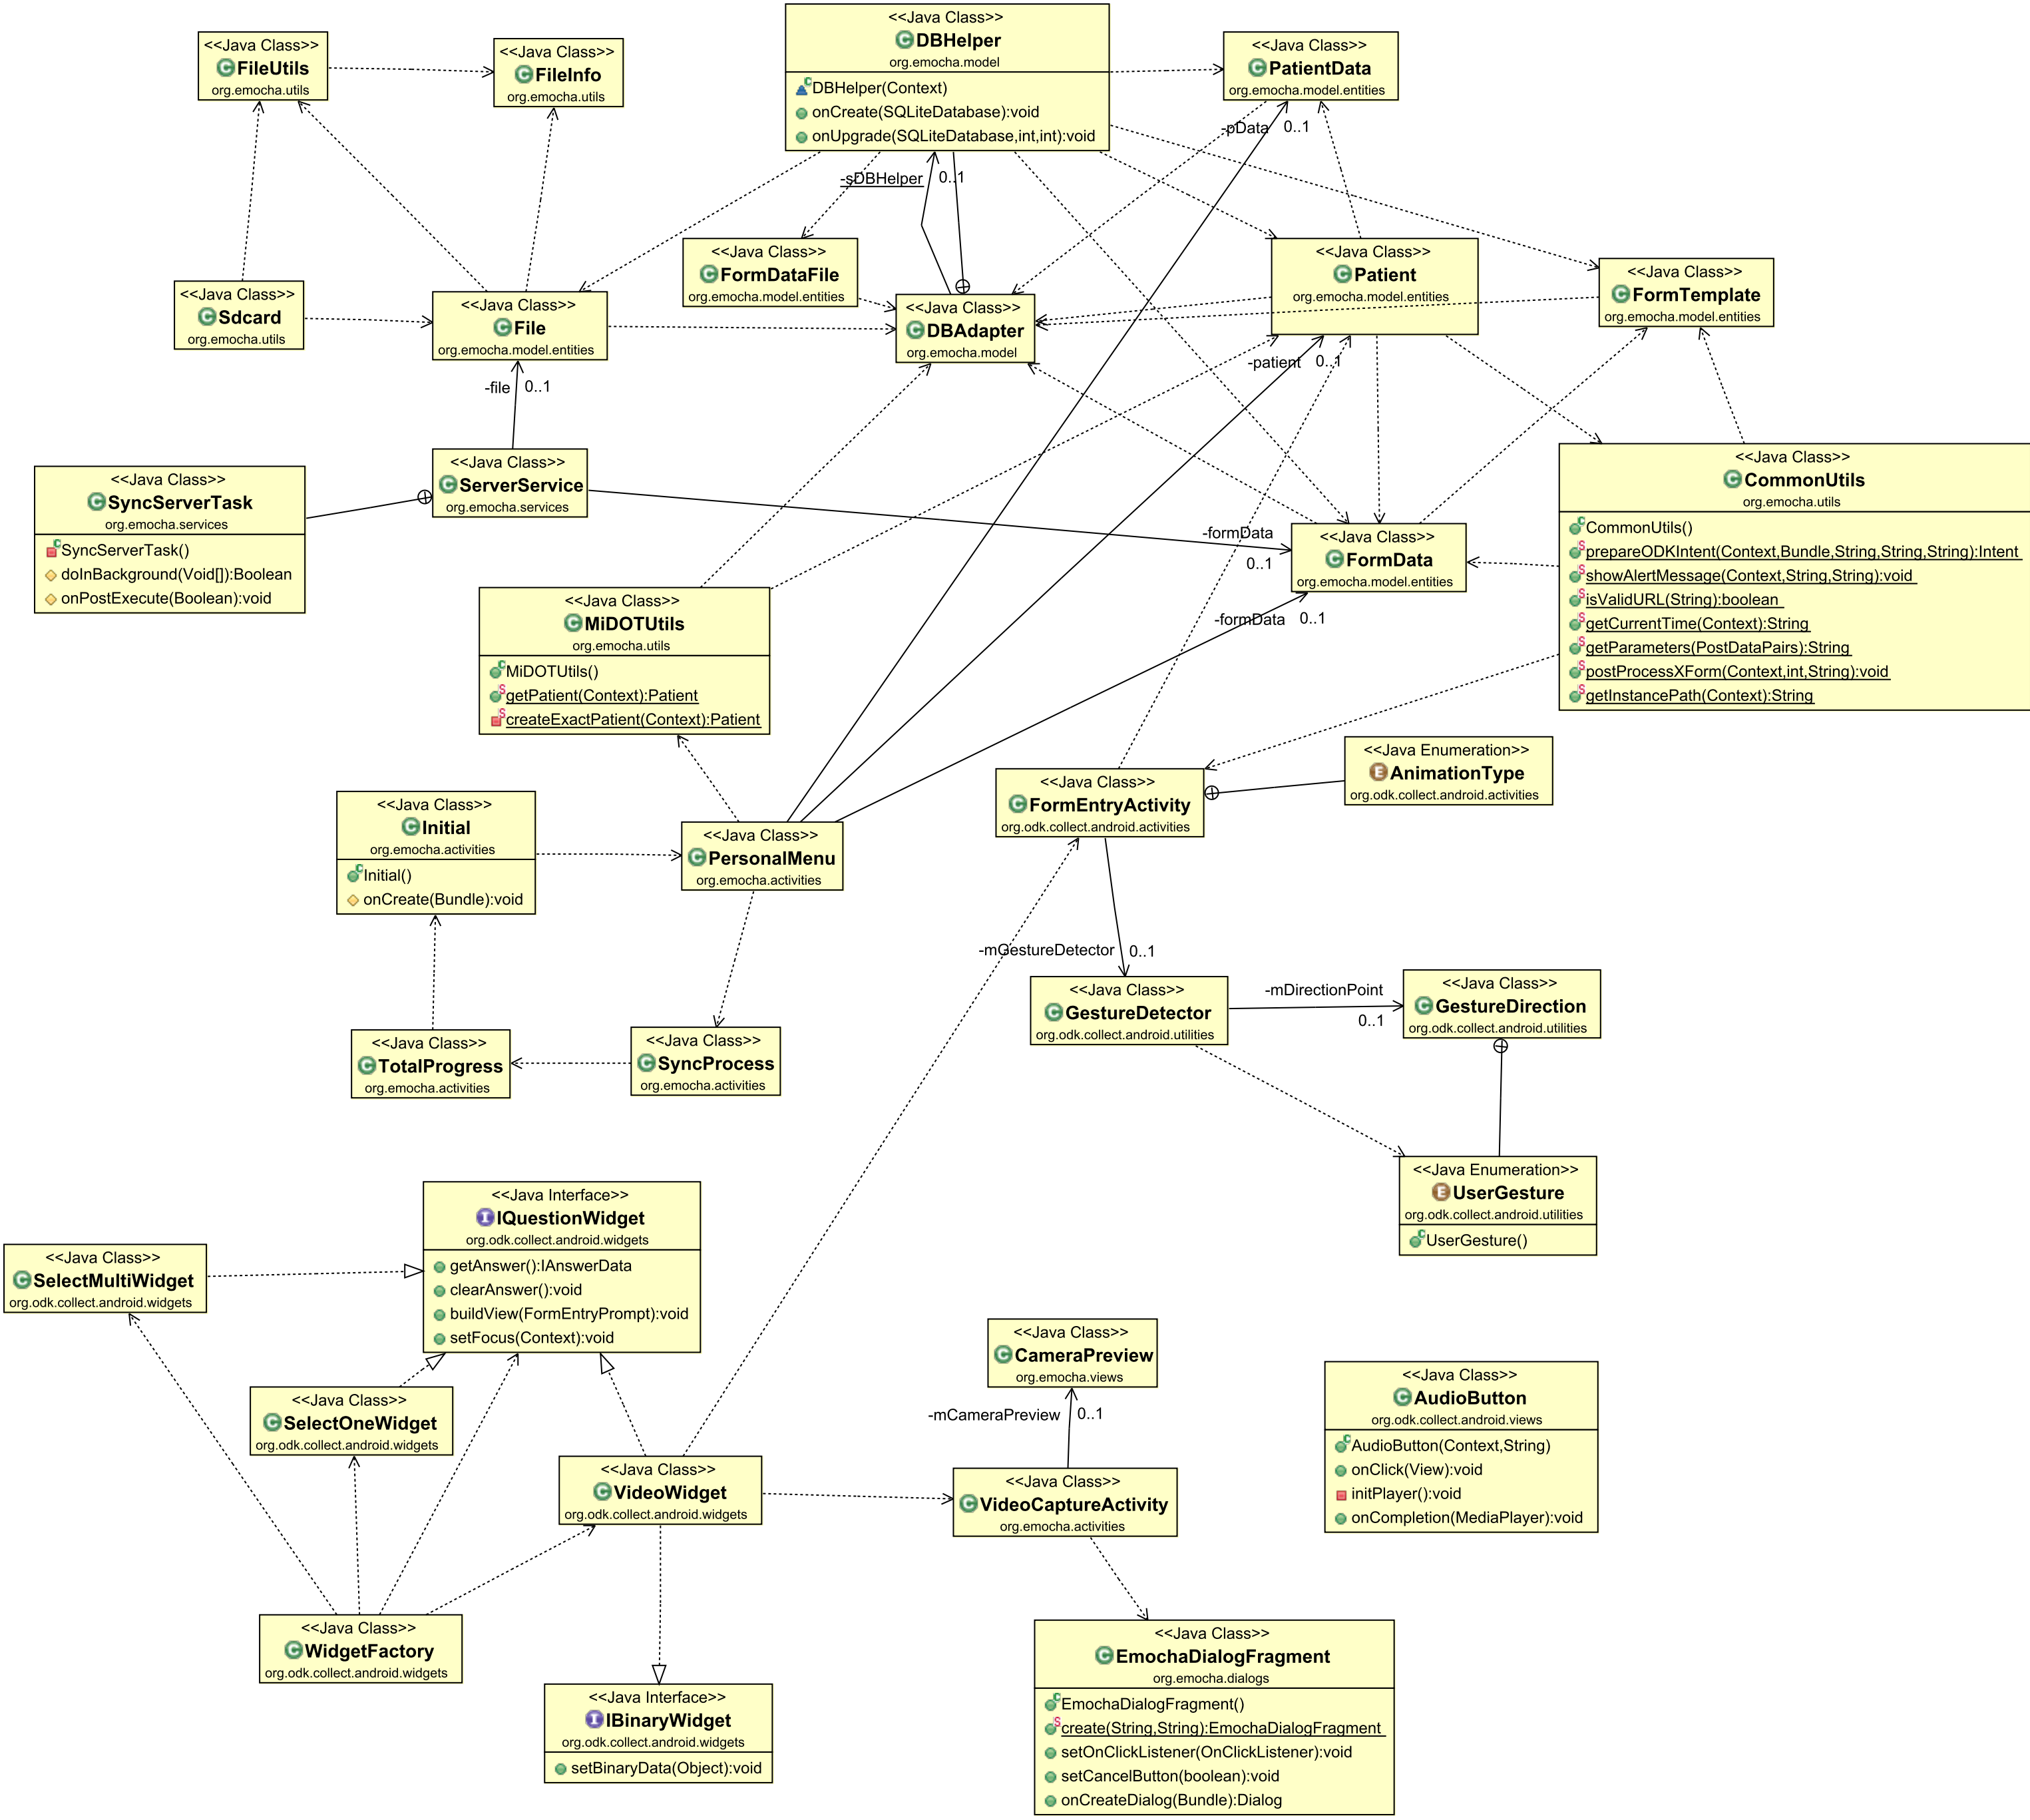 <<Java Class>>
FileUtils
org.emocha.utils
<<Java Class>>
FileInfo
org.emocha.utils
<<Java Class>>
DBHelper
org.emocha.model
DBHelper(Context)
onCreate(SQLiteDatabase):void
onUpgrade(SQLiteDatabase,int,int):void
<<Java Class>>
PatientData
org.emocha.model.entities
-pData
0..1
-sDBHelper
0..1
<<Java Class>>
FormDataFile
org.emocha.model.entities
<<Java Class>>
Patient
org.emocha.model.entities
<<Java Class>>
FormTemplate
org.emocha.model.entities
<<Java Class>>
Sdcard
org.emocha.utils
<<Java Class>>
File
org.emocha.model.entities
<<Java Class>>
DBAdapter
org.emocha.model
-patient
0..1
-file
0..1
<<Java Class>>
SyncServerTask
org.emocha.services
SyncServerTask()
doInBackground(Void[]):Boolean
onPostExecute(Boolean):void
<<Java Class>>
ServerService
org.emocha.services
<<Java Class>>
CommonUtils
org.emocha.utils
CommonUtils()
prepareODKIntent(Context,Bundle,String,String,String):Intent
showAlertMessage(Context,String,String):void
isValidURL(String):boolean
getCurrentTime(Context):String
getParameters(PostDataPairs):String
postProcessXForm(Context,int,String):void
getInstancePath(Context):String
-formData
0..1
<<Java Class>>
FormData
org.emocha.model.entities
-formData
0..1
<<Java Class>>
MiDOTUtils
org.emocha.utils
MiDOTUtils()
getPatient(Context):Patient
createExactPatient(Context):Patient
<<Java Enumeration>>
AnimationType
org.odk.collect.android.activities
<<Java Class>>
FormEntryActivity
org.odk.collect.android.activities
<<Java Class>>
Initial
org.emocha.activities
Initial()
onCreate(Bundle):void
<<Java Class>>
PersonalMenu
org.emocha.activities
-mGestureDetector
0..1
<<Java Class>>
GestureDetector
org.odk.collect.android.utilities
-mDirectionPoint
0..1
<<Java Class>>
GestureDirection
org.odk.collect.android.utilities
<<Java Class>>
TotalProgress
org.emocha.activities
<<Java Class>>
SyncProcess
org.emocha.activities
<<Java Enumeration>>
UserGesture
org.odk.collect.android.utilities
UserGesture()
<<Java Interface>>
IQuestionWidget
org.odk.collect.android.widgets
getAnswer():IAnswerData
clearAnswer():void
buildView(FormEntryPrompt):void
setFocus(Context):void
<<Java Class>>
SelectMultiWidget
org.odk.collect.android.widgets
<<Java Class>>
SelectOneWidget
org.odk.collect.android.widgets
<<Java Class>>
CameraPreview
org.emocha.views
-mCameraPreview
0..1
<<Java Class>>
AudioButton
org.odk.collect.android.views
AudioButton(Context,String)
onClick(View):void
initPlayer():void
onCompletion(MediaPlayer):void
<<Java Class>>
VideoWidget
org.odk.collect.android.widgets
<<Java Class>>
VideoCaptureActivity
org.emocha.activities
<<Java Class>>
WidgetFactory
org.odk.collect.android.widgets
<<Java Interface>>
IBinaryWidget
org.odk.collect.android.widgets
setBinaryData(Object):void
<<Java Class>>
EmochaDialogFragment
org.emocha.dialogs
EmochaDialogFragment()
create(String,String):EmochaDialogFragment
setOnClickListener(OnClickListener):void
setCancelButton(boolean):void
onCreateDialog(Bundle):Dialog